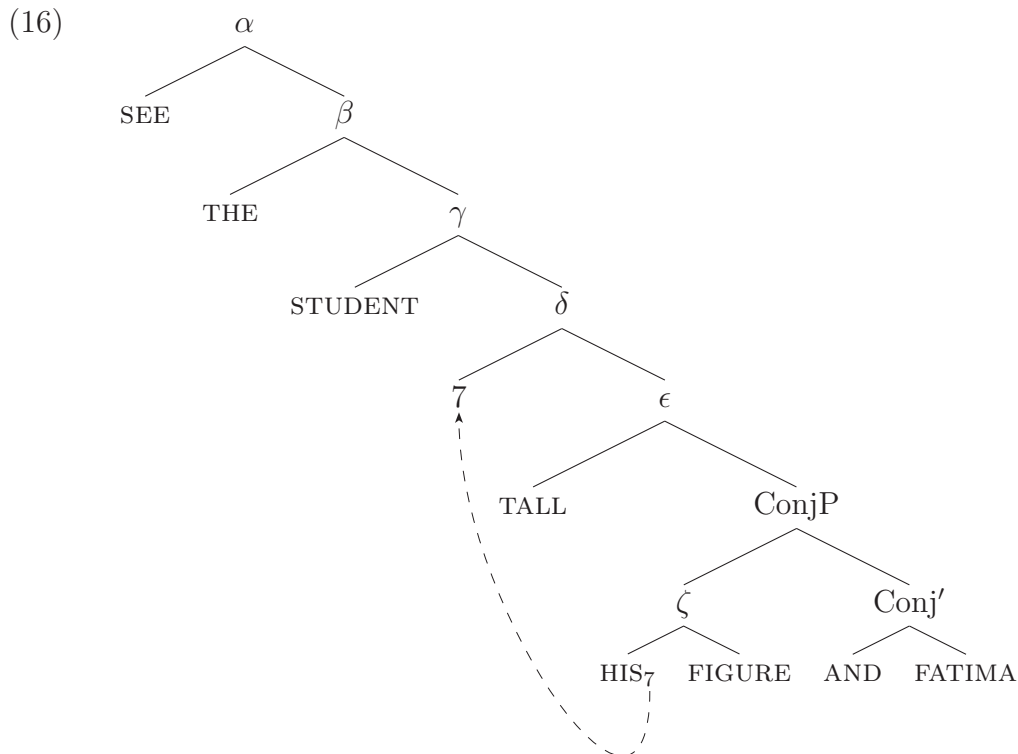 (16)
α
SEE β
THE γ
STUDENT δ
7 ϵ
TALL ConjP
ζ Conj′
HIS₇ FIGURE AND FATIMA